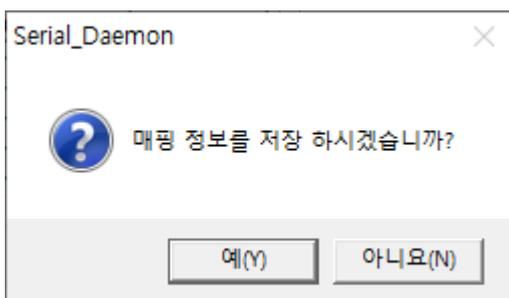 Serial_Daemon
매핑 정보를 저장 하시겠습니까?
예(Y) 아니요(N)